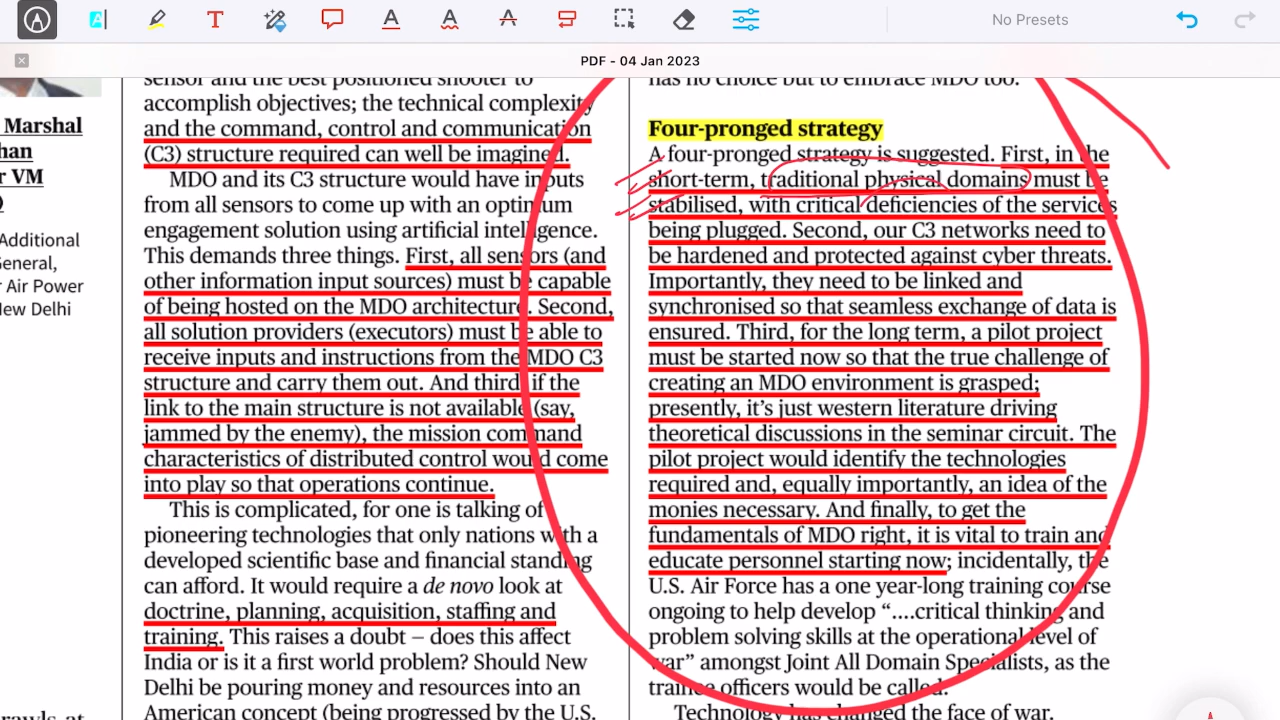 No Presets
PDF - 04 Jan 2023
Marshal
han
r VM
)
Additional
General,
r Air Power
New Delhi
sensor and the best positioned shooter to
accomplish objectives; the technical complexity
and the command, control and communication
(C3) structure required can well be imagined.
MDO and its C3 structure would have inputs
from all sensors to come up with an optimum
engagement solution using artificial intelligence.
This demands three things. First, all sensors (and
other information input sources) must be capable
of being hosted on the MDO architecture. Second,
all solution providers (executors) must be able to
receive inputs and instructions from the MDO C3
structure and carry them out. And third, if the
link to the main structure is not available (say,
jammed by the enemy), the mission command
characteristics of distributed control would come
into play so that operations continue.
This is complicated, for one is talking of
pioneering technologies that only nations with a
developed scientific base and financial standing
can afford. It would require a de novo look at
doctrine, planning, acquisition, staffing and
training. This raises a doubt — does this affect
India or is it a first world problem? Should New
Delhi be pouring money and resources into an
American concept (being progressed by the U.S.
has no choice but to embrace MDO too.
Four-pronged strategy
A four-pronged strategy is suggested. First, in the
short-term, traditional physical domains must be
stabilised, with critical deficiencies of the services
being plugged. Second, our C3 networks need to
be hardened and protected against cyber threats.
Importantly, they need to be linked and
synchronised so that seamless exchange of data is
ensured. Third, for the long term, a pilot project
must be started now so that the true challenge of
creating an MDO environment is grasped;
presently, it's just western literature driving
theoretical discussions in the seminar circuit. The
pilot project would identify the technologies
required and, equally importantly, an idea of the
monies necessary. And finally, to get the
fundamentals of MDO right, it is vital to train and
educate personnel starting now; incidentally, the
U.S. Air Force has a one year-long training course
ongoing to help develop “....critical thinking and
problem solving skills at the operational level of
war” amongst Joint All Domain Specialists, as the
trainee officers would be called.
Technology has changed the face of war.